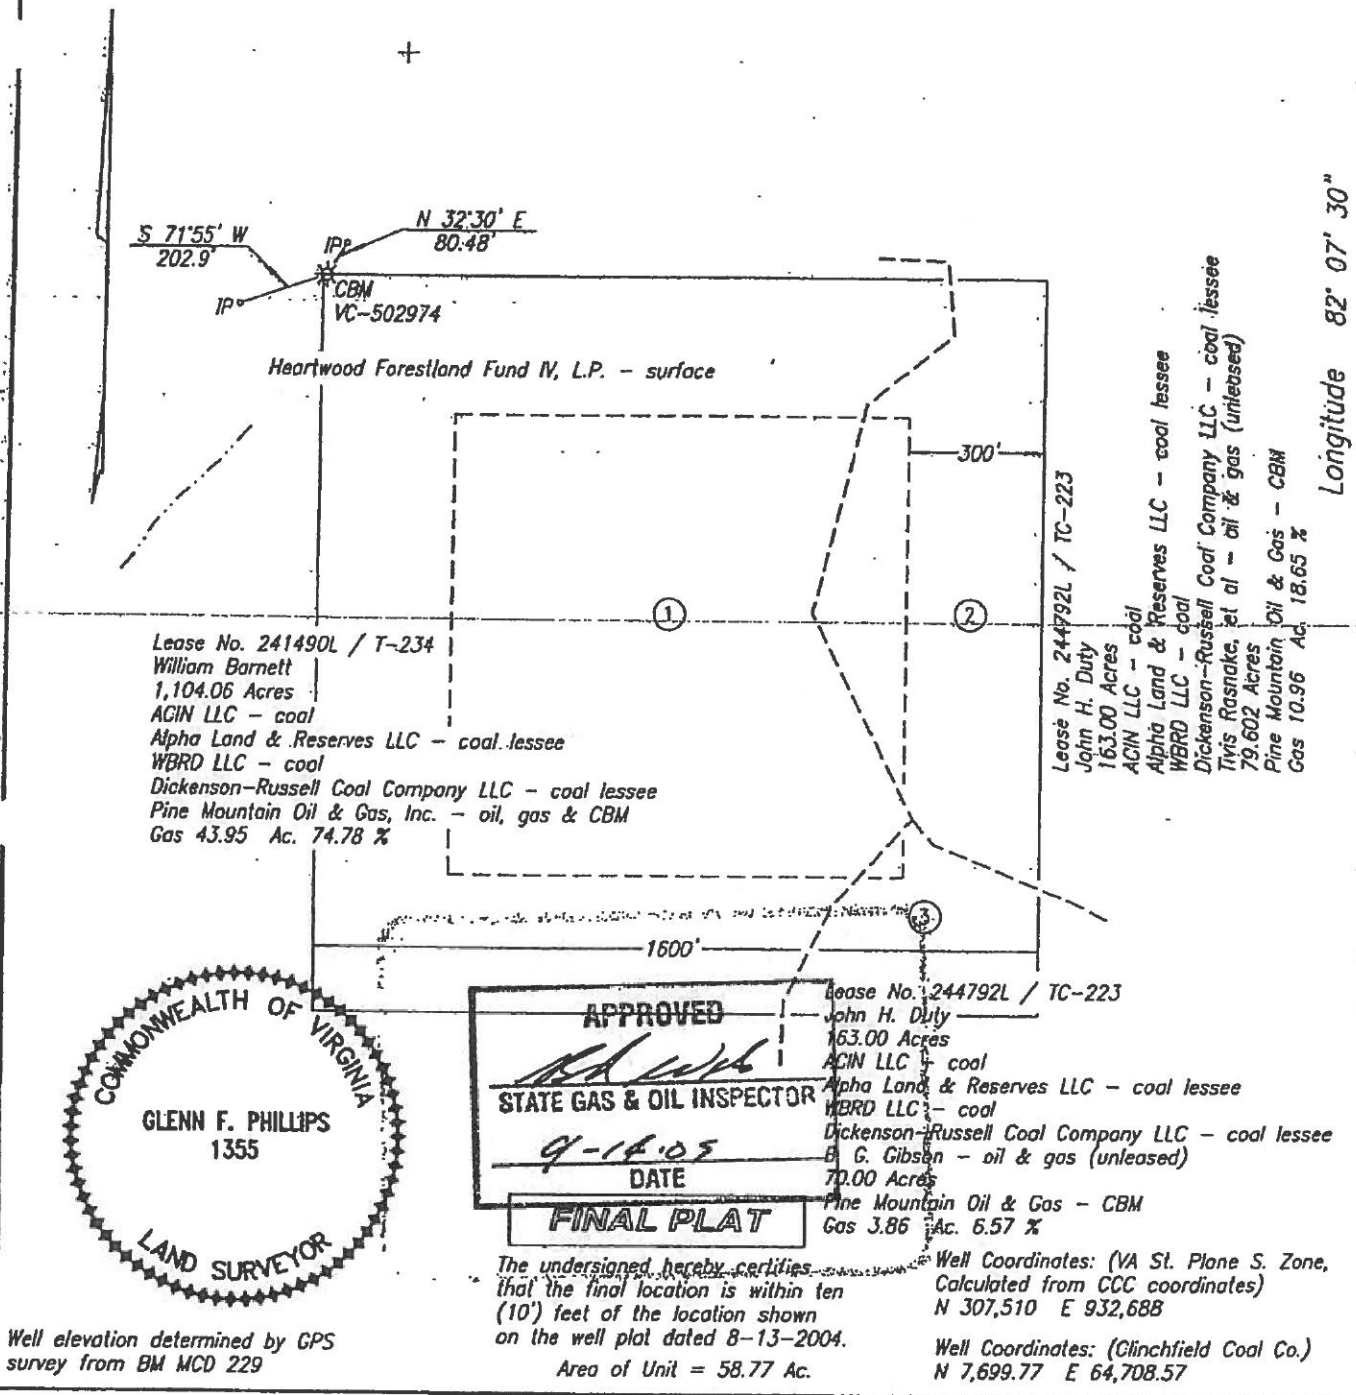 S 71°55' W
202.9'
N 32°30' E
80.48'
IP
IP
CBM
VC-502974
Heartwood Forestland Fund IV, L.P. - surface
300'
Longitude 82° 07' 30"
1
2
Lease No. 241490L / T-234
William Barnett
1,104.06 Acres
ACIN LLC - coal
Alpha Land & Reserves LLC - coal lessee
WBRD LLC - coal
Dickenson-Russell Coal Company LLC - coal lessee
Pine Mountain Oil & Gas, Inc. - oil, gas & CBM
Gas 43.95 Ac. 74.78 %
Lease No. 244792L / TC-223
John H. Duty
163.00 Acres
ACIN LLC - coal
Alpha Land & Reserves LLC - coal lessee
WBRD LLC - coal
Dickenson-Russell Coal Company LLC - coal lessee
Tivis Rasnake, et al - oil & gas (unleased)
79.602 Acres
Pine Mountain Oil & Gas - CBM
Gas 10.96 Ac. 18.65 %
3
1600'
COMMONWEALTH OF VIRGINIA
GLENN F. PHILLIPS
1355
LAND SURVEYOR
APPROVED
STATE GAS & OIL INSPECTOR
DATE
FINAL PLAT
Lease No. 244792L / TC-223
John H. Duty
163.00 Acres
ACIN LLC - coal
Alpha Land & Reserves LLC - coal lessee
WBRD LLC - coal
Dickenson-Russell Coal Company LLC - coal lessee
B. G. Gibson - oil & gas (unleased)
70.00 Acres
Pine Mountain Oil & Gas - CBM
Gas 3.86 Ac. 6.57 %
The undersigned hereby certifies
that the final location is within ten
(10') feet of the location shown
on the well plat dated 8-13-2004.
Area of Unit = 58.77 Ac.
Well Coordinates: (VA St. Plane S. Zone,
Calculated from CCC coordinates)
N 307,510 E 932,688
Well Coordinates: (Clinchfield Coal Co.)
N 7,699.77 E 64,708.57
Well elevation determined by GPS
survey from BM MCD 229